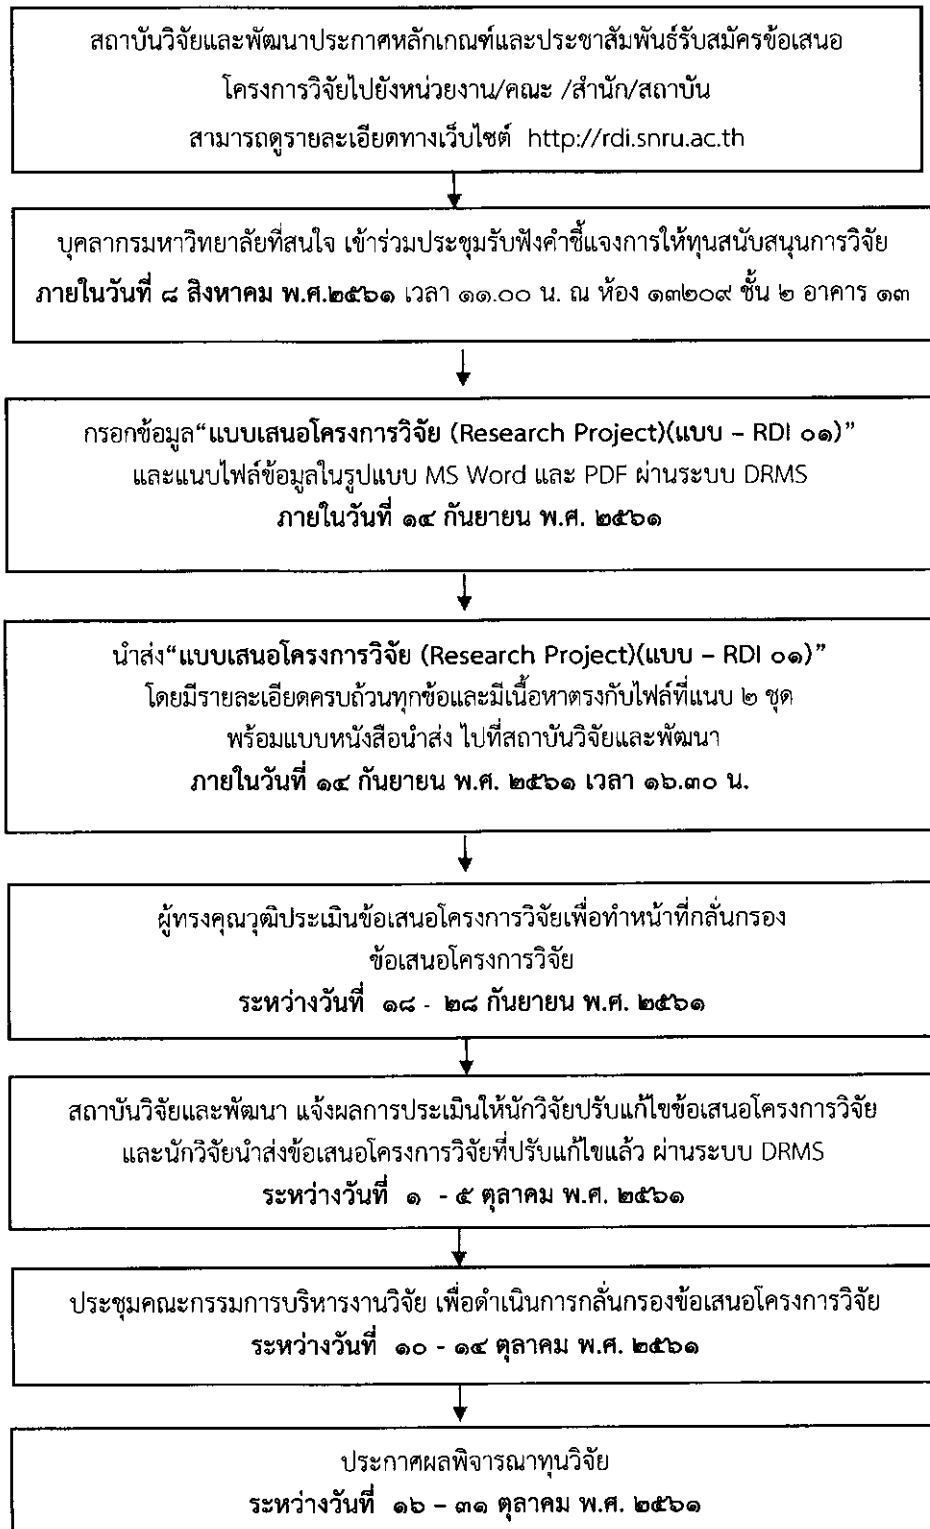 สถาบันวิจัยและพัฒนาประกาศหลักเกณฑ์และประชาสัมพันธ์รับสมัครข้อเสนอ
โครงการวิจัยไปยังหน่วยงาน/คณะ /สำนัก/สถาบัน
สามารถดูรายละเอียดทางเว็บไซต์ http://rdi.snru.ac.th
บุคลากรมหาวิทยาลัยที่สนใจ เข้าร่วมประชุมรับฟังคำชี้แจงการให้ทุนสนับสนุนการวิจัย
ภายในวันที่ ๘ สิงหาคม พ.ศ.๒๕๖๑ เวลา ๑๑.๐๐ น. ณ ห้อง ๑๓๒๐๙ ชั้น ๒ อาคาร ๑๓
กรอกข้อมูล“แบบเสนอโครงการวิจัย (Research Project)(แบบ – RDI ๐๑)”
และแนบไฟล์ข้อมูลในรูปแบบ MS Word และ PDF ผ่านระบบ DRMS
ภายในวันที่ ๑๔ กันยายน พ.ศ. ๒๕๖๑
นำส่ง“แบบเสนอโครงการวิจัย (Research Project)(แบบ – RDI ๐๑)”
โดยมีรายละเอียดครบถ้วนทุกข้อและมีเนื้อหาตรงกับไฟล์ที่แนบ ๒ ชุด
พร้อมแบบหนังสือนำส่ง ไปที่สถาบันวิจัยและพัฒนา
ภายในวันที่ ๑๔ กันยายน พ.ศ. ๒๕๖๑ เวลา ๑๖.๓๐ น.
ผู้ทรงคุณวุฒิประเมินข้อเสนอโครงการวิจัยเพื่อทำหน้าที่กลั่นกรอง
ข้อเสนอโครงการวิจัย
ระหว่างวันที่ ๑๘ - ๒๘ กันยายน พ.ศ. ๒๕๖๑
สถาบันวิจัยและพัฒนา แจ้งผลการประเมินให้นักวิจัยปรับแก้ไขข้อเสนอโครงการวิจัย
และนักวิจัยนำส่งข้อเสนอโครงการวิจัยที่ปรับแก้ไขแล้ว ผ่านระบบ DRMS
ระหว่างวันที่ ๑ - ๕ ตุลาคม พ.ศ. ๒๕๖๑
ประชุมคณะกรรมการบริหารงานวิจัย เพื่อดำเนินการกลั่นกรองข้อเสนอโครงการวิจัย
ระหว่างวันที่ ๑๐ - ๑๔ ตุลาคม พ.ศ. ๒๕๖๑
ประกาศผลพิจารณาทุนวิจัย
ระหว่างวันที่ ๑๖ – ๓๑ ตุลาคม พ.ศ. ๒๕๖๑